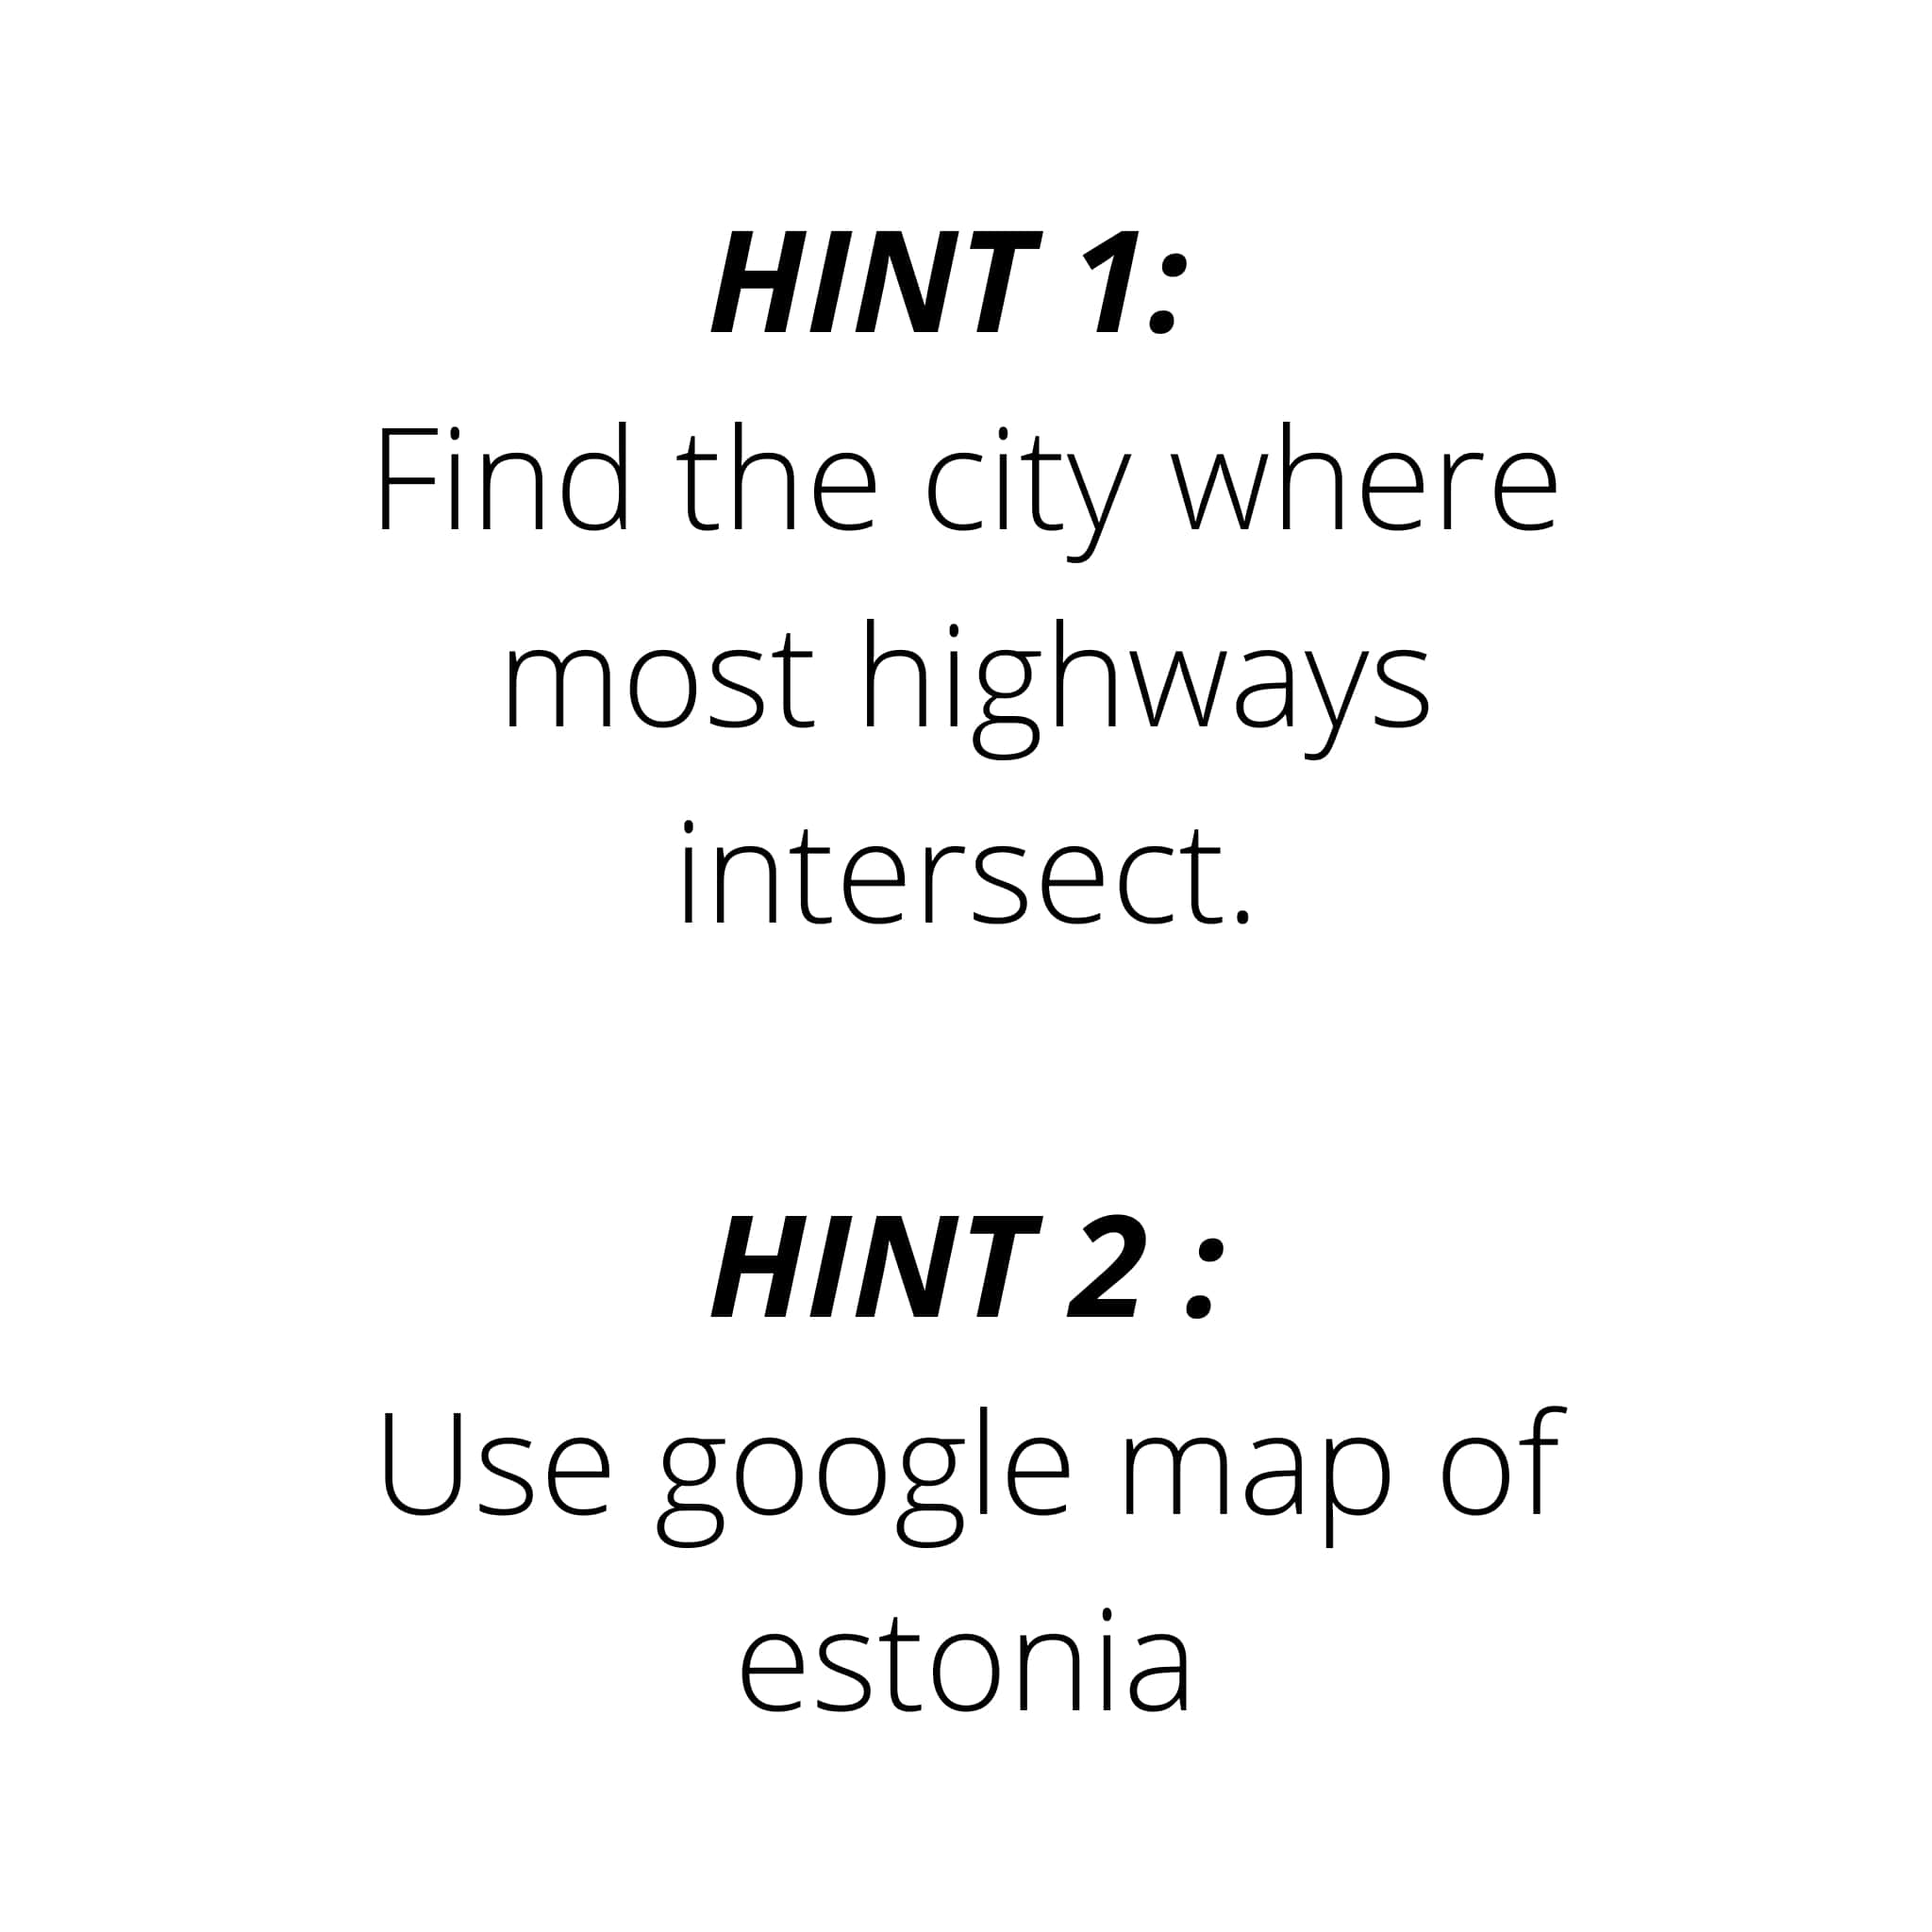 HINT 1:
Find the city where
most highways
intersect.
HINT 2 :
Use google map of
estonia